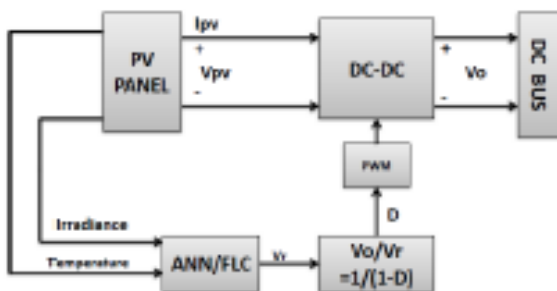 Ipv
+
PV
PANEL
Vpv
-
DC-DC
+
Vo
-
DC BUS
PWM
D
Irradiance
Temperature
ANN/FLC
Vr
Vo/Vr
=1/(1-D)